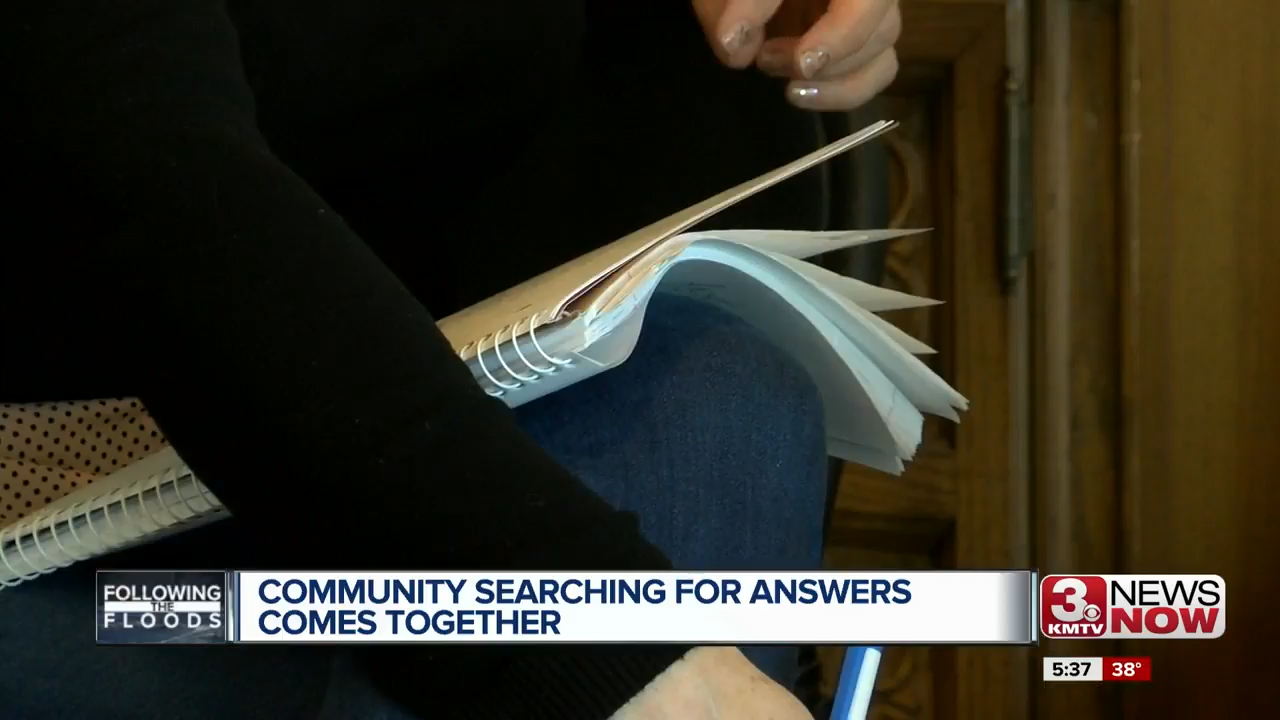 FOLLOWING
THE
FLOODS
COMMUNITY SEARCHING FOR ANSWERS
COMES TOGETHER
3
KMTV
NEWS
NOW
5:37
38°